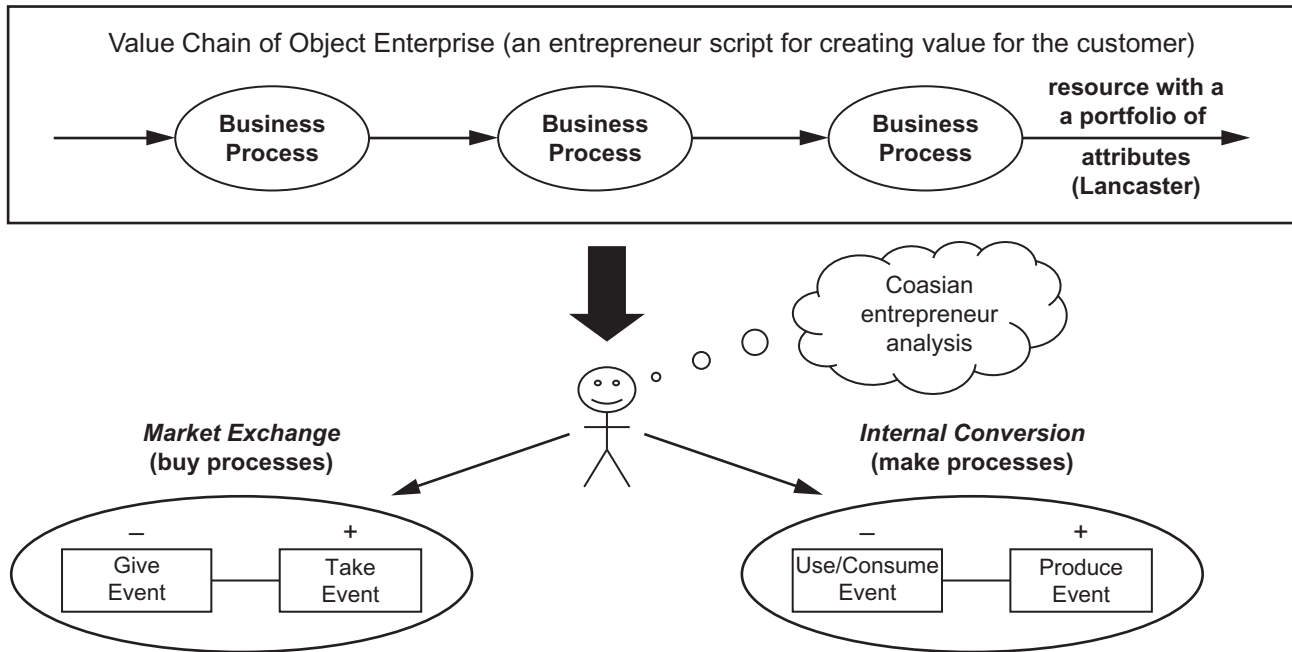 Value Chain of Object Enterprise (an entrepreneur script for creating value for the customer)
Business
Process
Business
Process
Business
Process
resource with a
a portfolio of
attributes
(Lancaster)
Coasian
entrepreneur
analysis
Market Exchange
(buy processes)
Internal Conversion
(make processes)
–
+
Give
Event
Take
Event
–
+
Use/Consume
Event
Produce
Event